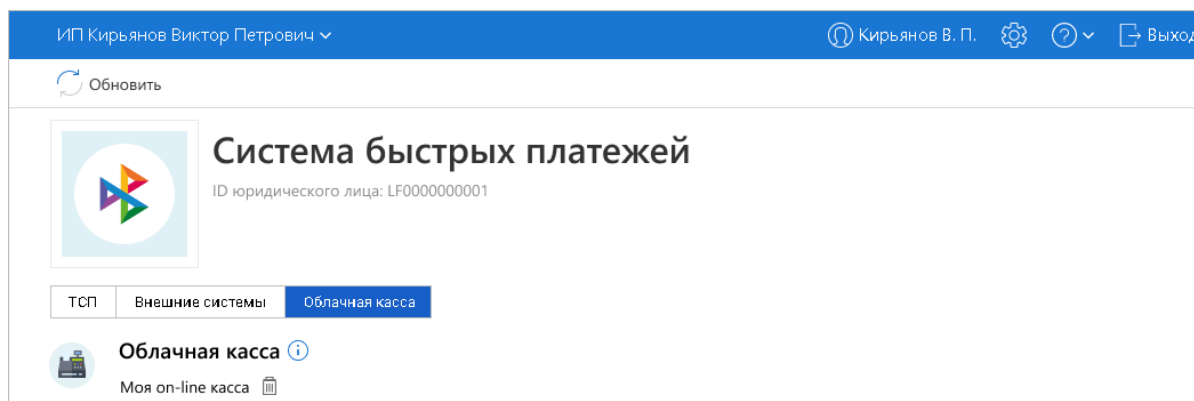 ИП Кирьянов Виктор Петрович Кирьянов В. П. Выход
Обновить
Система быстрых платежей
ID юридического лица: LF0000000001
ТСП Внешние системы Облачная касса
Облачная касса
Моя on-line касса